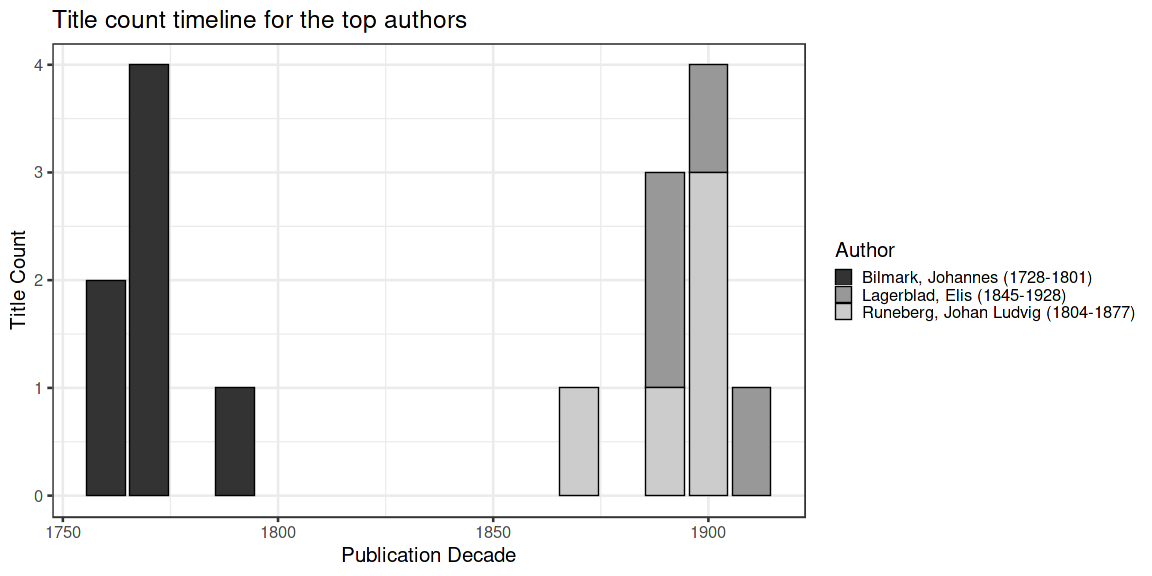 Title count timeline for the top authors
4
3
2
1
0
Title Count
1750
1800
1850
1900
Publication Decade
Author
Bilmark, Johannes (1728-1801)
Lagerblad, Elis (1845-1928)
Runeberg, Johan Ludvig (1804-1877)